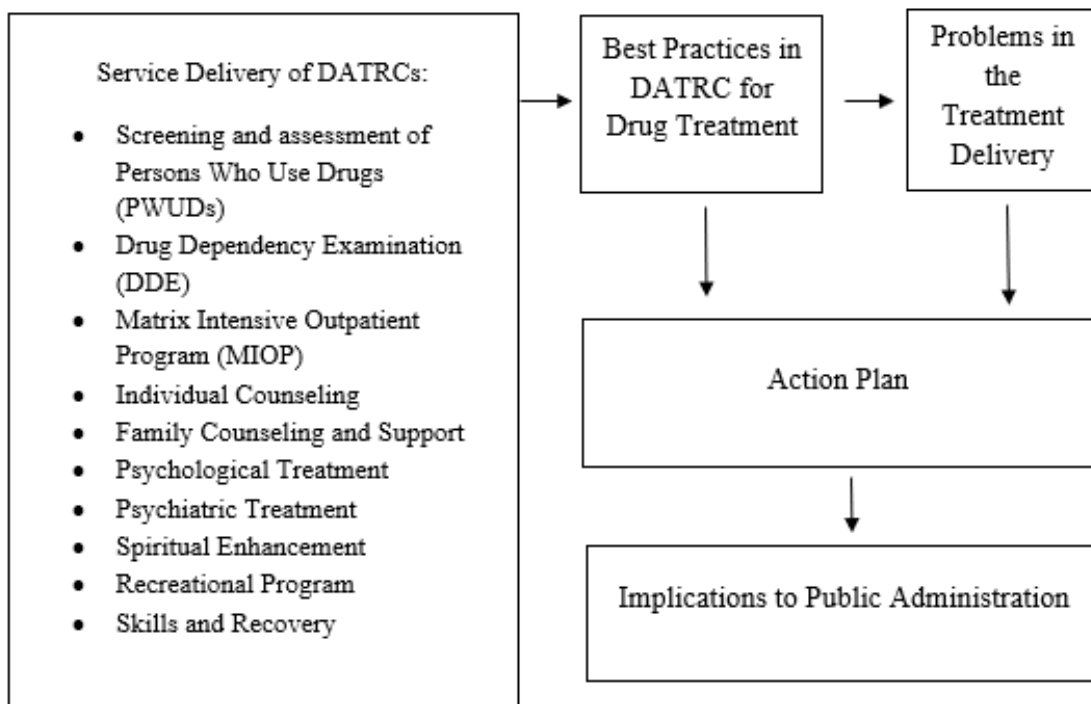 Service Delivery of DATRCs:
• Screening and assessment of
Persons Who Use Drugs
(PWUDs)
• Drug Dependency Examination
(DDE)
• Matrix Intensive Outpatient
Program (MIOP)
• Individual Counseling
• Family Counseling and Support
• Psychological Treatment
• Psychiatric Treatment
• Spiritual Enhancement
• Recreational Program
• Skills and Recovery
Best Practices in
DATRC for
Drug Treatment
Problems in
the
Treatment
Delivery
Action Plan
Implications to Public Administration